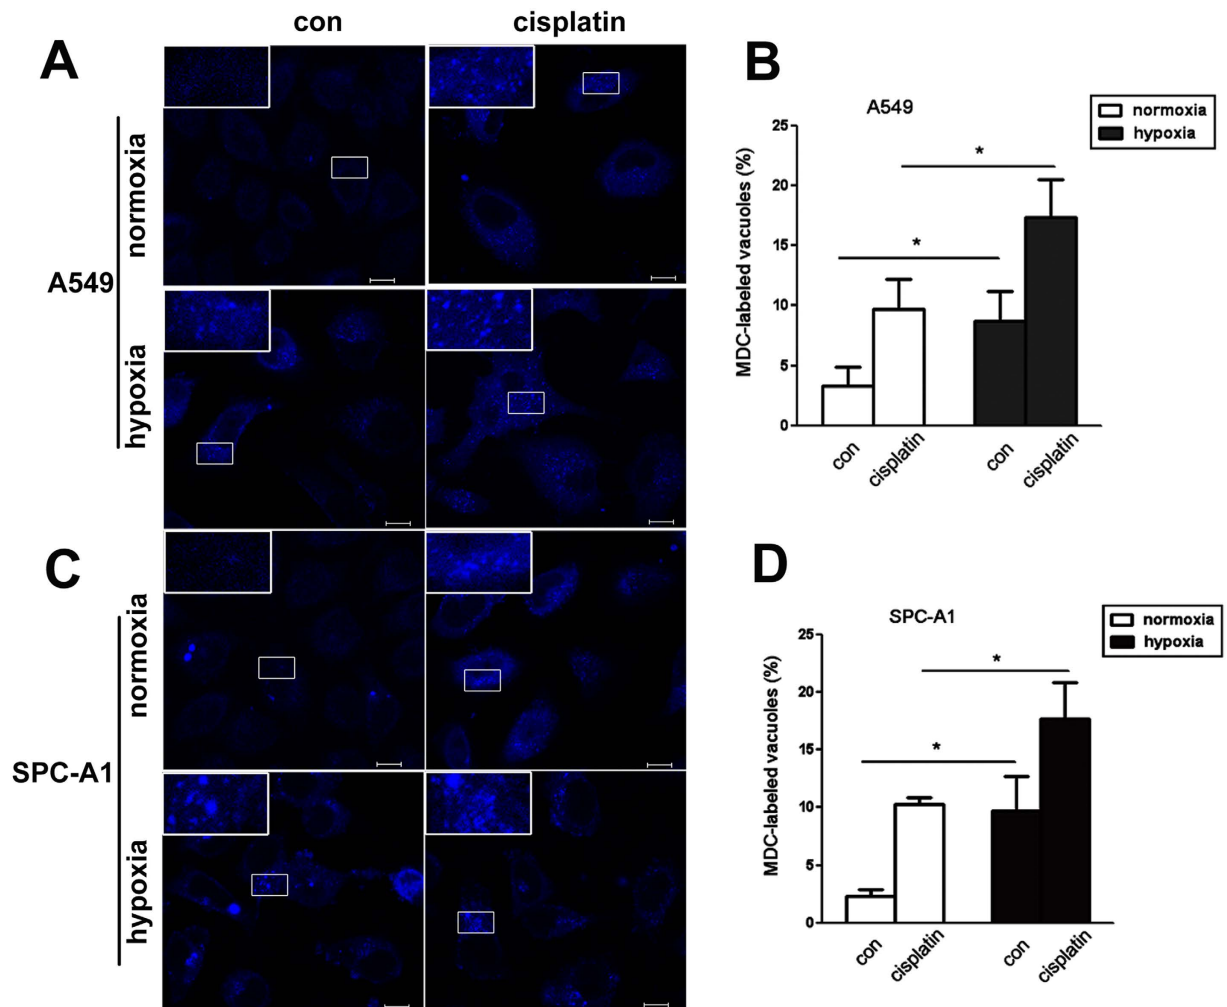 con
cisplatin
A
A549
normoxia
hypoxia
B
A549
normoxia
hypoxia
MDC-labeled vacuoles (%)
25
20
15
10
5
0
*
*
con
cisplatin
con
cisplatin
C
SPC-A1
normoxia
hypoxia
D
SPC-A1
normoxia
hypoxia
MDC-labeled vacuoles (%)
25
20
15
10
5
0
*
*
con
cisplatin
con
cisplatin